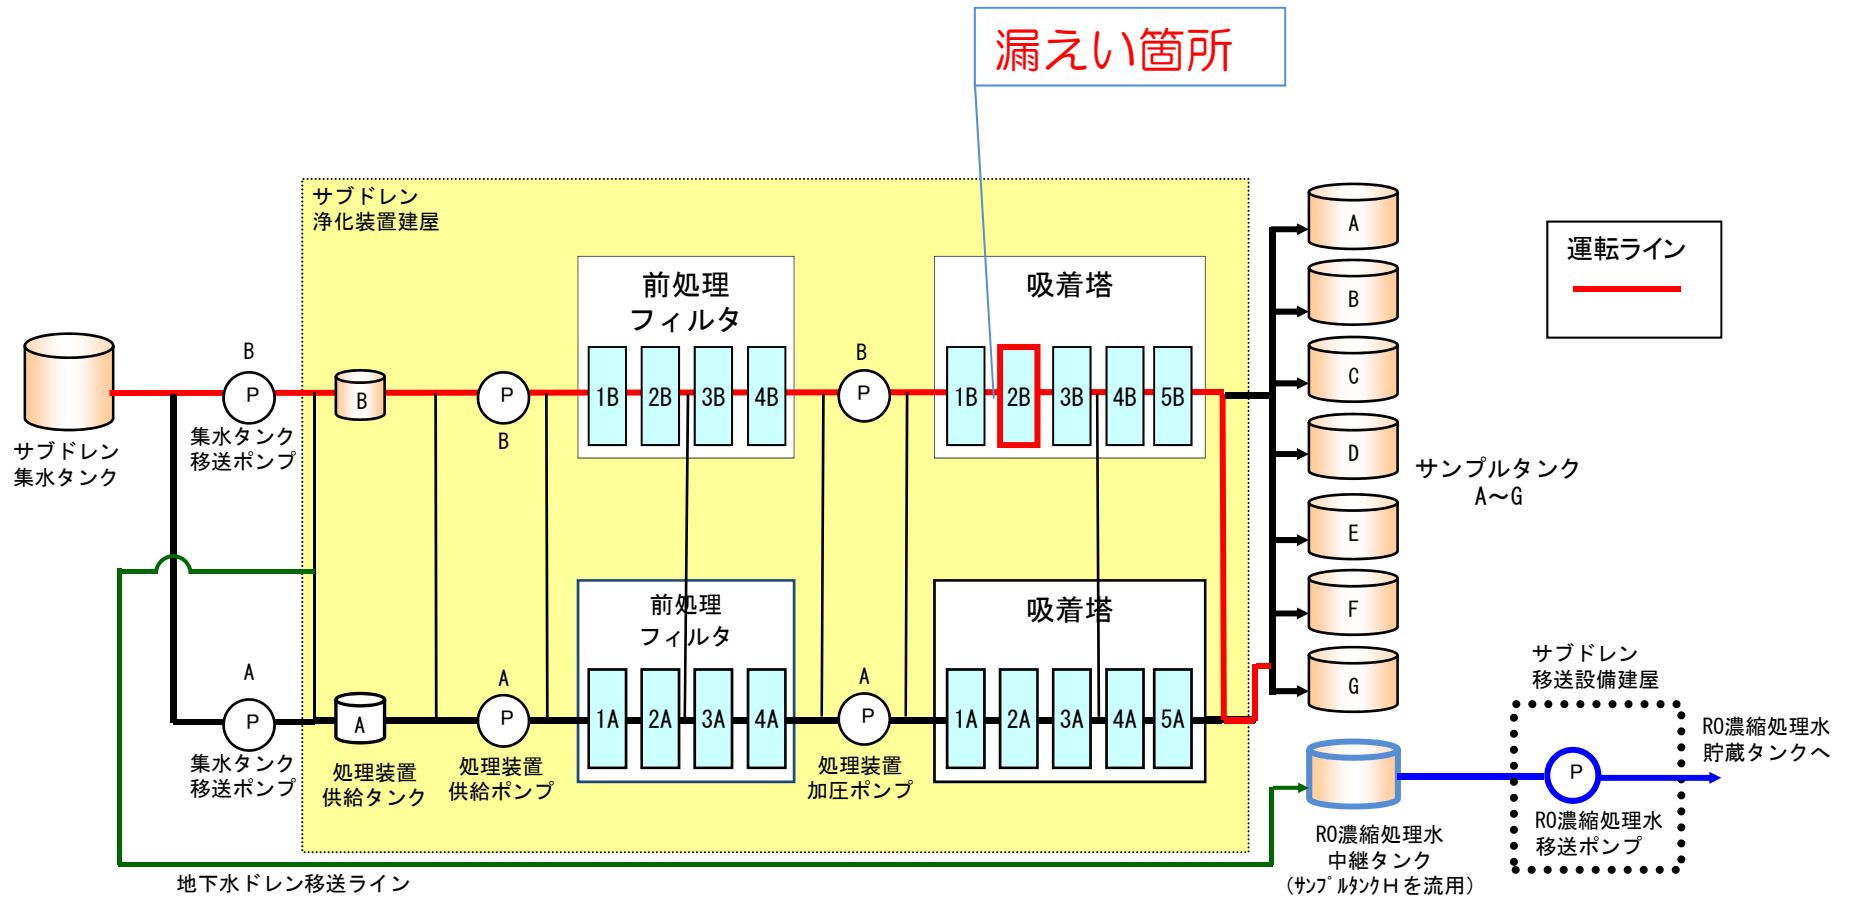 漏えい箇所
サブドレン
浄化装置建屋
前処理
フィルタ
吸着塔
運転ライン
A
B
C
D
E
F
G
サンプルタンク
A～G
B
P
集水タンク
移送ポンプ
サブドレン
集水タンク
B
P
B
1B
2B
3B
4B
B
P
1B
2B
3B
4B
5B
前処理
フィルタ
吸着塔
A
P
集水タンク
移送ポンプ
A
処理装置
供給タンク
A
P
処理装置
供給ポンプ
1A
2A
3A
4A
A
P
処理装置
加圧ポンプ
1A
2A
3A
4A
5A
サブドレン
移送設備建屋
P
RO濃縮処理水
移送ポンプ
RO濃縮処理水
貯蔵タンクへ
RO濃縮処理水
中継タンク
(ｻﾝﾌﾟﾙﾀﾝｸHを流用)
地下水ドレン移送ライン